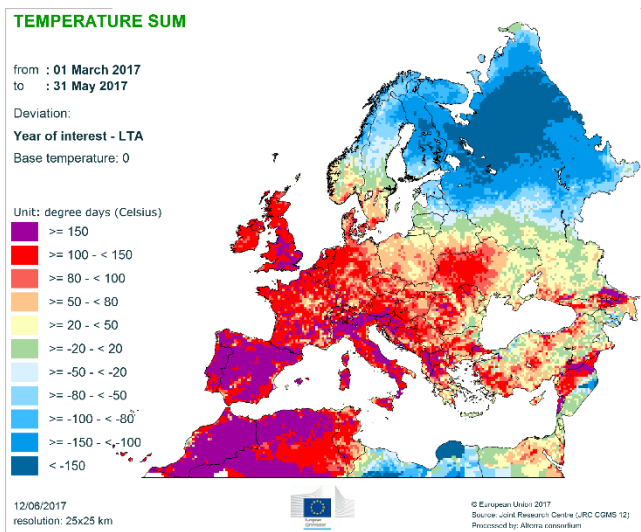 TEMPERATURE SUM
from : 01 March 2017
to : 31 May 2017
Deviation:
Year of interest - LTA
Base temperature: 0
Unit: degree days (Celsius)
>= 150
>= 100 - < 150
>= 80 - < 100
>= 50 - < 80
>= 20 - < 50
>= -20 - < 20
>= -50 - < -20
>= -80 - < -50
>= -100 - < -80
>= -150 - < -100
< -150
12/06/2017
resolution: 25x25 km
European
Commission
© European Union 2017
Source: Joint Research Centre (JRC CGMS 12)
Processed by: Alterra consortium